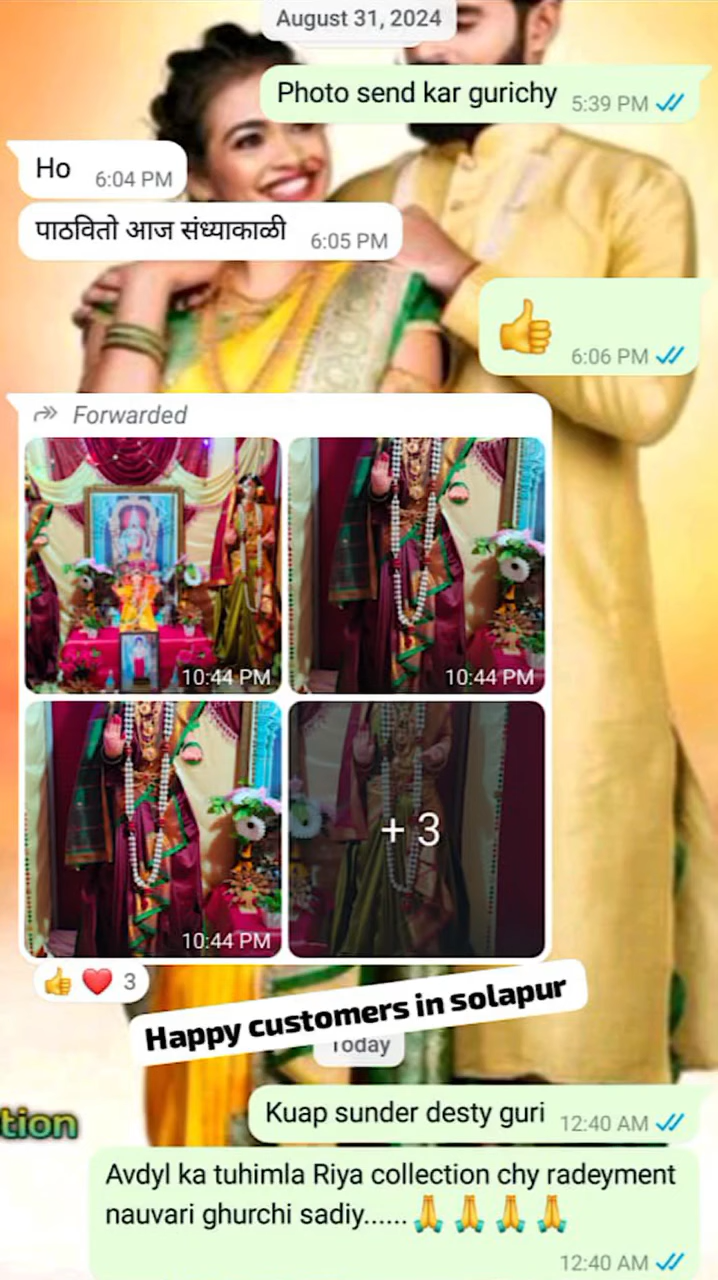 August 31, 2024
Photo send kar gurichy 5:39 PM
Ho 6:04 PM
पाठवितो आज संध्याकाळी 6:05 PM
👍 6:06 PM
Forwarded
10:44 PM
10:44 PM
10:44 PM
+ 3
👍 ❤️ 3
Happy customers in solapur
Today
tion
Kuap sunder desty guri 12:40 AM
Avdyl ka tuhimla Riya collection chy radeyment
nauvari ghurchi sadiy...... 🙏 🙏 🙏 🙏
12:40 AM